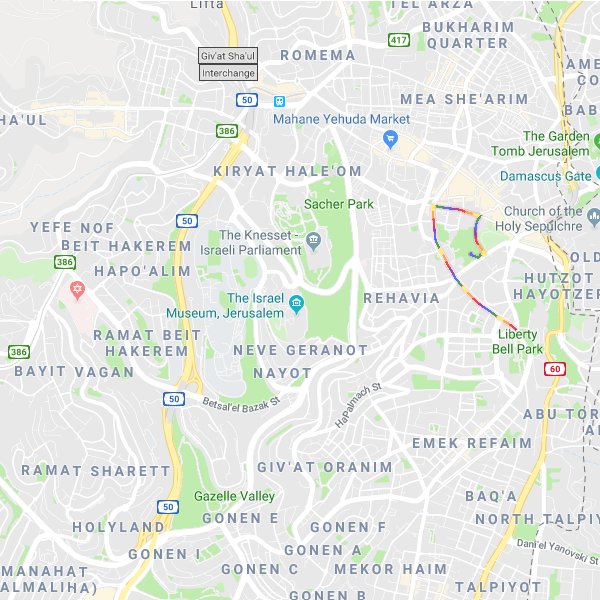 Lifta
TEL ARZA
BUKHARIM
QUARTER
417
Giv'at Sha'ul
Interchange
ROMEMA
AME
CO
50
MEA SHE'ARIM
BAB
HA'UL
Mahane Yehuda Market
386
The Garden
Tomb Jerusalem
KIRYAT HALE'OM
Damascus Gate
Sacher Park
50
YEFE NOF
BEIT HAKEREM
The Knesset -
Israeli Parliament
Church of the
Holy Sepulchre
OLD
386
HAPO'ALIM
HUTZOT
HAYOTZER
The Israel
Museum, Jerusalem
REHAVIA
RAMAT BEIT
HAKEREM
Liberty
Bell Park
386
NEVE GERANOT
BAYIT VAGAN
NAYOT
60
50
Betsal'el Bazak St
HaPalmach St
ABU TOR
EMEK REFAIM
RAMAT SHARETT
GIV'AT ORANIM
Gazelle Valley
BAQ'A
50
HOLYLAND
GONEN E
GONEN F
NORTH TALPIY
GONEN I
GONEN A
Dani'el Yanovski St
MANAHAT
(ALMALIHA)
GONEN C
MEKOR HAIM
GONEN B
TALPIYOT